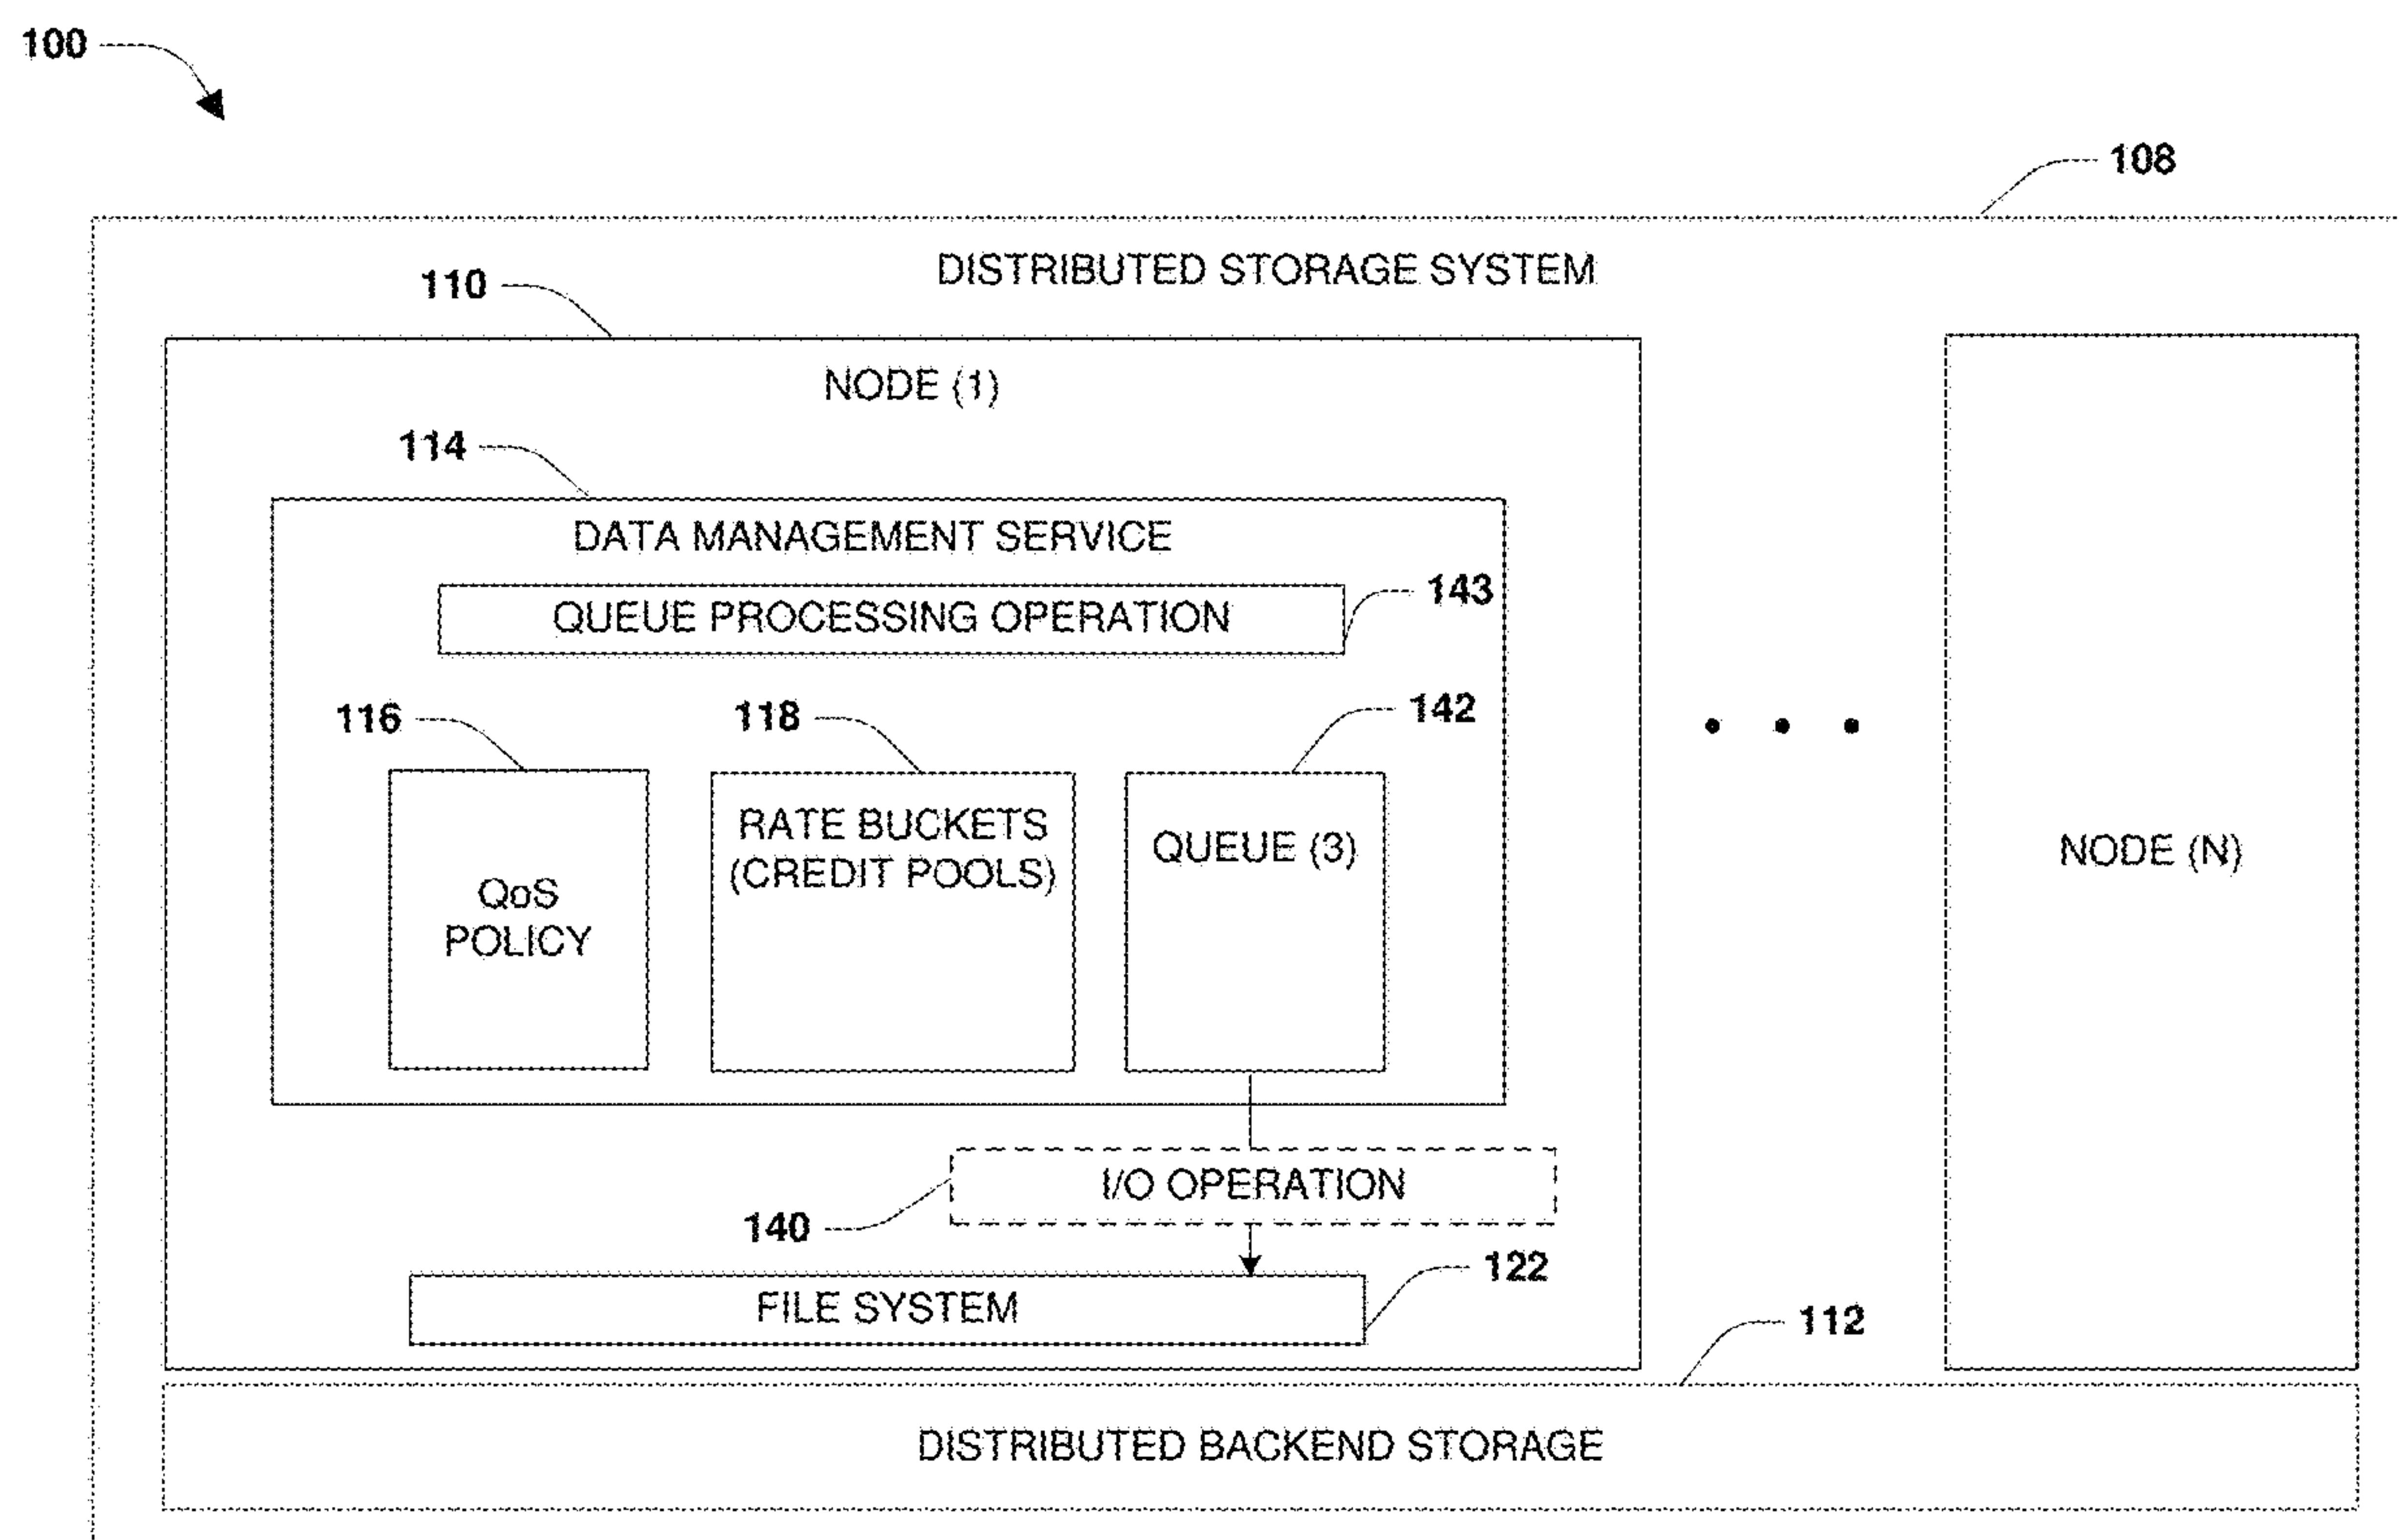 100
108
DISTRIBUTED STORAGE SYSTEM
110
NODE (1)
114
DATA MANAGEMENT SERVICE
QUEUE PROCESSING OPERATION
143
116
118
142
QoS
POLICY
RATE BUCKETS
(CREDIT POOLS)
QUEUE (3)
NODE (N)
I/O OPERATION
140
122
FILE SYSTEM
112
DISTRIBUTED BACKEND STORAGE